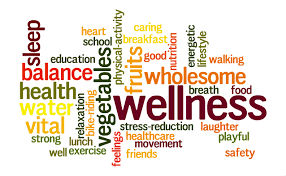 heart
caring
school
breakfast
sleep
physical-activity
fruits
good
nutrition
energetic
lifestyle
education
walking
balance
vegetables
wholesome
health
breath
food
water
relaxation
bike-riding
wellness
vital
stress-reduction
laughter
strong
lunch
healthcare
playful
well
exercise
feelings
movement
friends
safety